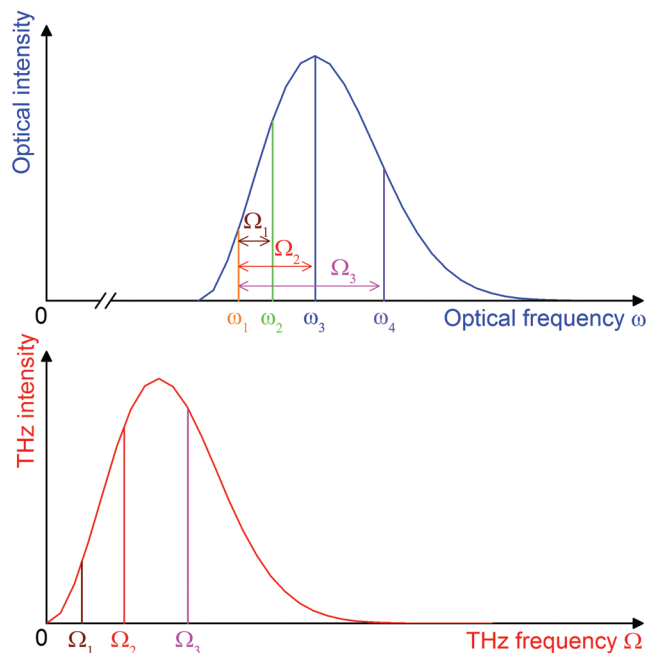 Optical intensity
Ω₁
Ω₂
Ω₃
0
ω₁ ω₂ ω₃ ω₄
Optical frequency ω
THz intensity
0
Ω₁ Ω₂ Ω₃
THz frequency Ω